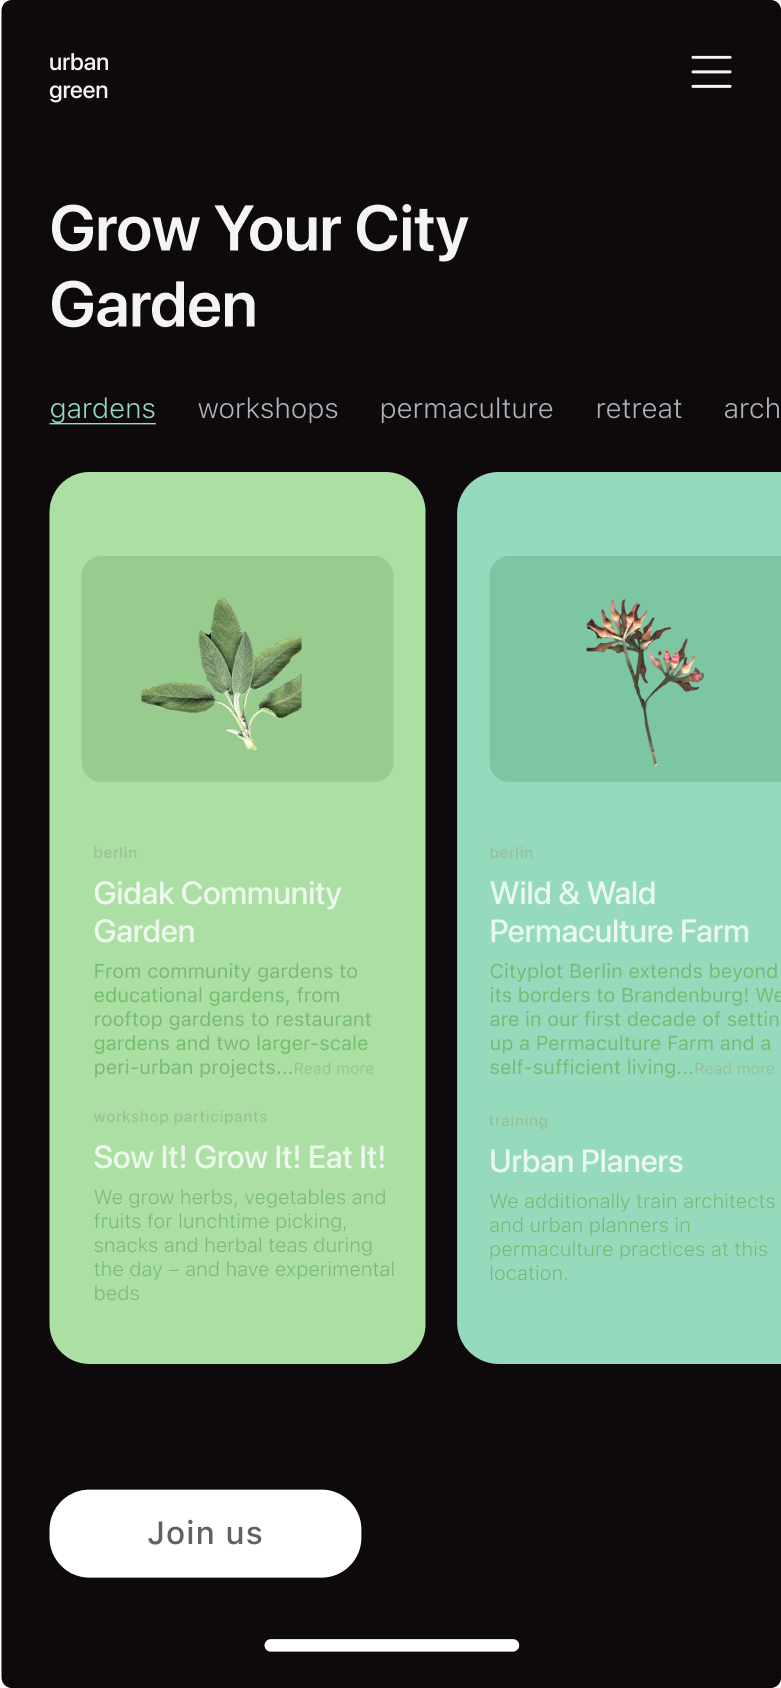 urban
green
Grow Your City
Garden
gardens workshops permaculture retreat arch
berlin
Gidak Community
Garden
From community gardens to
educational gardens, from
rooftop gardens to restaurant
gardens and two larger-scale
peri-urban projects...Read more
workshop participants
Sow It! Grow It! Eat It!
We grow herbs, vegetables and
fruits for lunchtime picking,
snacks and herbal teas during
the day – and have experimental
beds
berlin
Wild & Wald
Permaculture Farm
Cityplot Berlin extends beyond
its borders to Brandenburg! We
are in our first decade of settin
up a Permaculture Farm and a
self-sufficient living...Read more
training
Urban Planers
We additionally train architects
and urban planners in
permaculture practices at this
location.
Join us